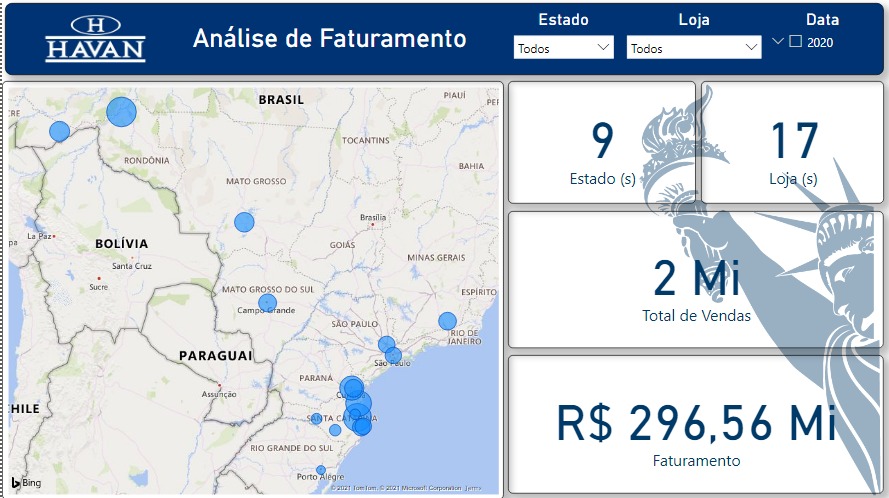 H
HAVAN
Análise de Faturamento
Estado
Todos
Loja
Todos
Data
2020
BRASIL
PIAUÍ
RONDÔNIA
TOCANTINS
BAHIA
MATO GROSSO
Brasília
GOIÁS
La Paz
BOLÍVIA
Santa Cruz
Sucre
MINAS GERAIS
MATO GROSSO DO SUL
Campo Grande
ESPÍRITO
SÃO PAULO
RIO DE
JANEIRO
São Paulo
PARAGUAI
PARANÁ
Assunção
HILE
SANTA CATARINA
RIO GRANDE DO SUL
Porto Alegre
Bing
© 2021 TomTom, © 2021 Microsoft Corporation Terms
9
Estado (s)
17
Loja (s)
2 Mi
Total de Vendas
R$ 296,56 Mi
Faturamento